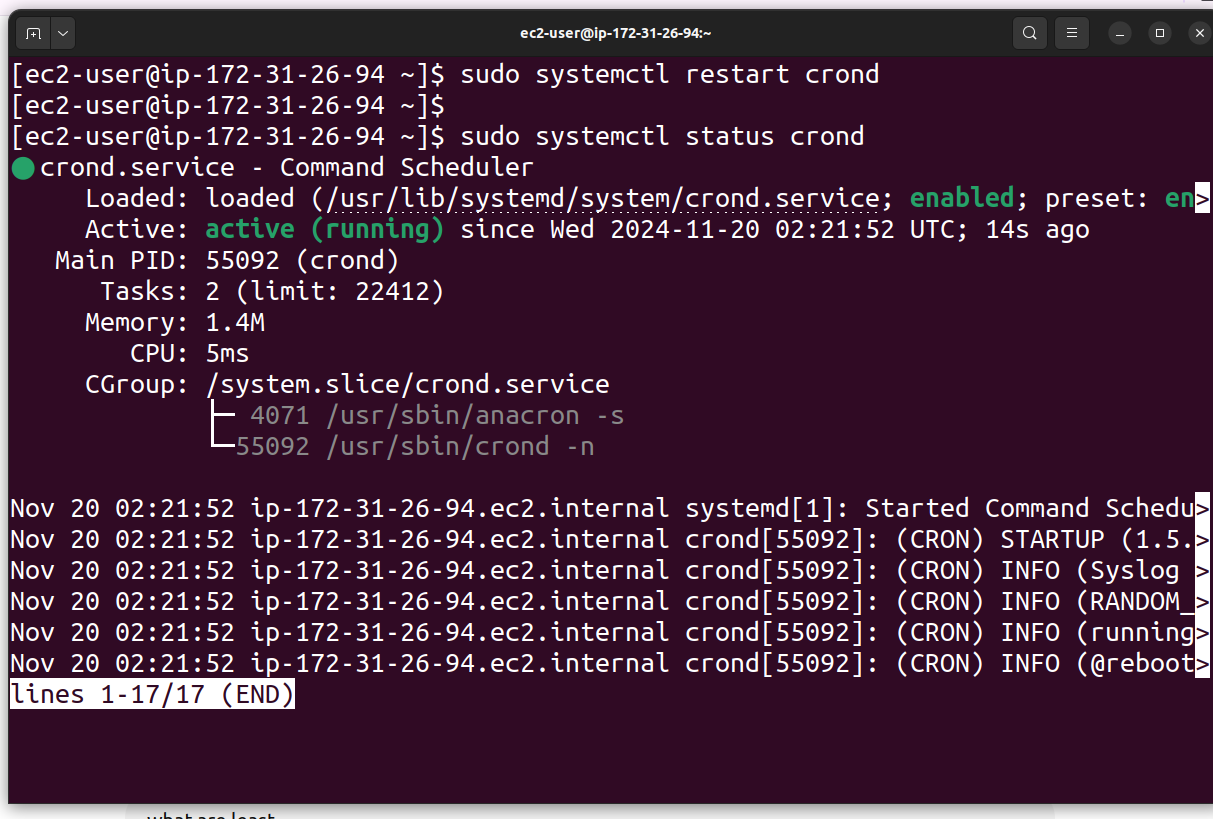 ec2-user@ip-172-31-26-94:~
[ec2-user@ip-172-31-26-94 ~]$ sudo systemctl restart crond
[ec2-user@ip-172-31-26-94 ~]$
[ec2-user@ip-172-31-26-94 ~]$ sudo systemctl status crond
● crond.service - Command Scheduler
     Loaded: loaded (/usr/lib/systemd/system/crond.service; enabled; preset: en>
     Active: active (running) since Wed 2024-11-20 02:21:52 UTC; 14s ago
   Main PID: 55092 (crond)
      Tasks: 2 (limit: 22412)
     Memory: 1.4M
        CPU: 5ms
     CGroup: /system.slice/crond.service
             ├─ 4071 /usr/sbin/anacron -s
             └─55092 /usr/sbin/crond -n
Nov 20 02:21:52 ip-172-31-26-94.ec2.internal systemd[1]: Started Command Schedu>
Nov 20 02:21:52 ip-172-31-26-94.ec2.internal crond[55092]: (CRON) STARTUP (1.5.>
Nov 20 02:21:52 ip-172-31-26-94.ec2.internal crond[55092]: (CRON) INFO (Syslog >
Nov 20 02:21:52 ip-172-31-26-94.ec2.internal crond[55092]: (CRON) INFO (RANDOM_>
Nov 20 02:21:52 ip-172-31-26-94.ec2.internal crond[55092]: (CRON) INFO (running>
Nov 20 02:21:52 ip-172-31-26-94.ec2.internal crond[55092]: (CRON) INFO (@reboot>
lines 1-17/17 (END)
what are least